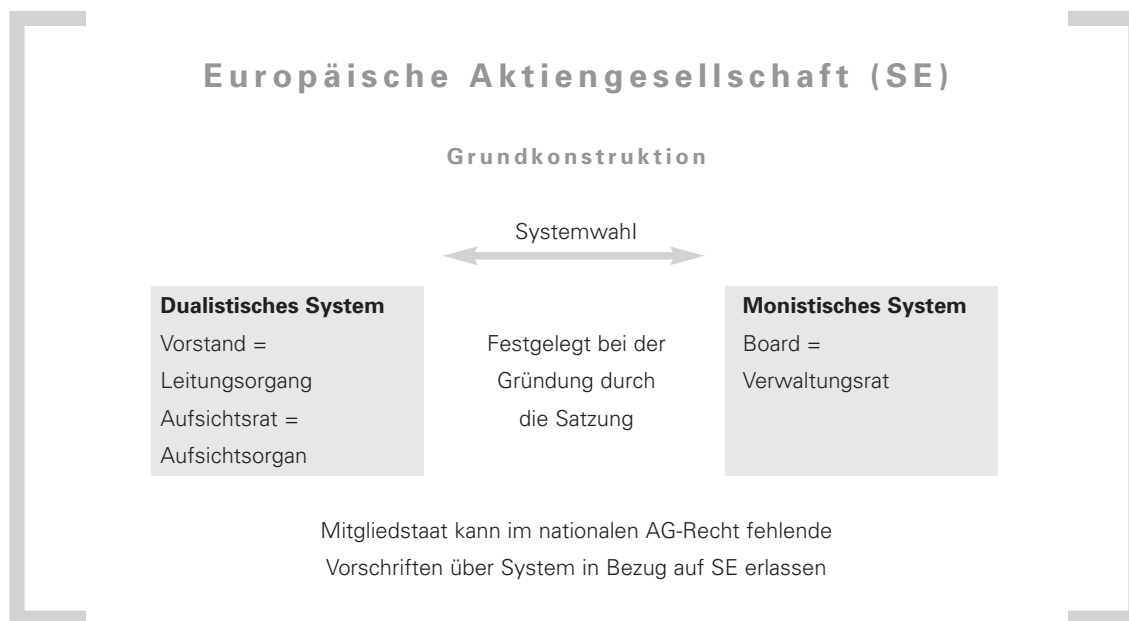 Europäische Aktiengesellschaft (SE)
Grundkonstruktion
Systemwahl
Dualistisches System
Vorstand =
Leitungsorgang
Aufsichtsrat =
Aufsichtsorgan
Festgelegt bei der
Gründung durch
die Satzung
Monistisches System
Board =
Verwaltungsrat
Mitgliedstaat kann im nationalen AG-Recht fehlende
Vorschriften über System in Bezug auf SE erlassen